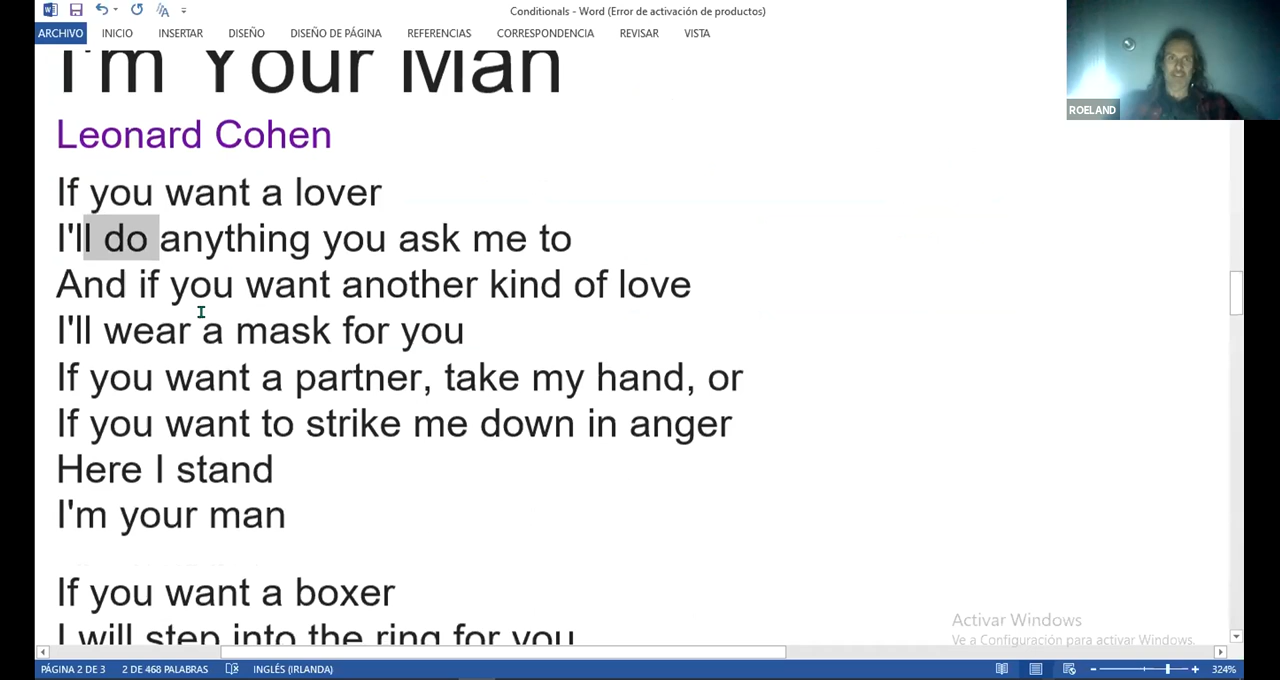 Conditionals - Word (Error de activación de productos)
ARCHIVO INICIO INSERTAR DISEÑO DISEÑO DE PÁGINA REFERENCIAS CORRESPONDENCIA REVISAR VISTA
ROELAND
I'm Your Man
Leonard Cohen
If you want a lover
I'll do anything you ask me to
And if you want another kind of love
I'll wear a mask for you
If you want a partner, take my hand, or
If you want to strike me down in anger
Here I stand
I'm your man
If you want a boxer
I will step into the ring for you
Activar Windows
Ve a Configuración para activar Windows.
PÁGINA 2 DE 3 2 DE 468 PALABRAS INGLÉS (IRLANDA) 324%